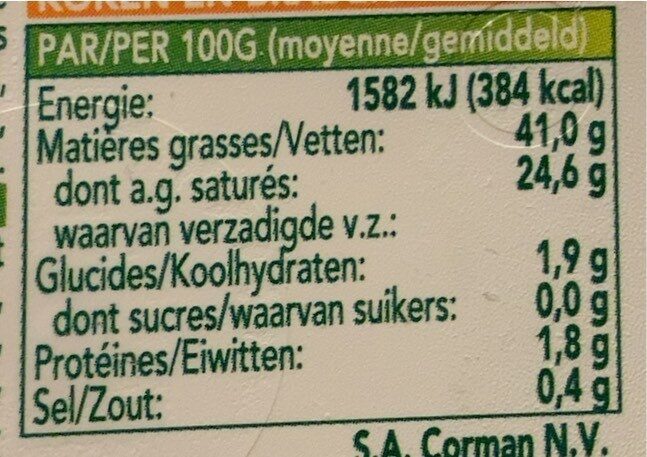 PAR/PER 100G (moyenne/gemiddeld)
Energie: 1582 kJ (384 kcal)
Matières grasses/Vetten: 41,0 g
dont a.g. saturés: 24,6 g
waarvan verzadigde v.z.:
Glucides/Koolhydraten: 1,9 g
dont sucres/waarvan suikers: 0,0 g
Protéines/Eiwitten: 1,8 g
Sel/Zout: 0,4 g
S.A. Corman N.V.